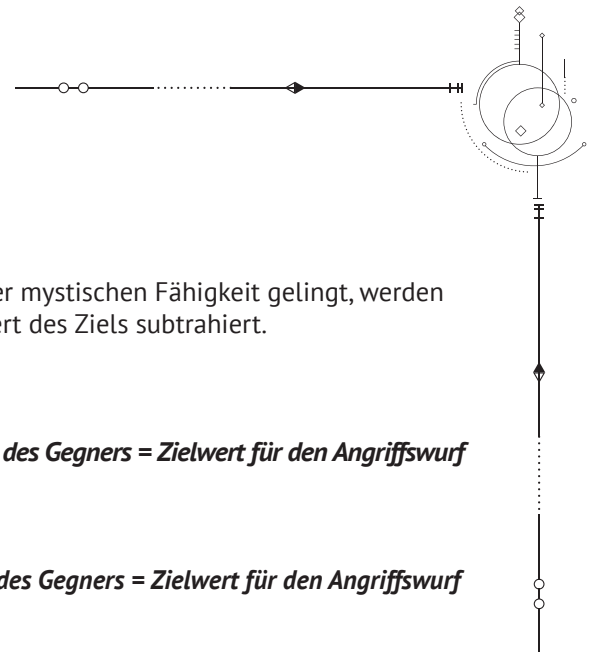 er mystischen Fähigkeit gelingt, werden
ert des Ziels subtrahiert.
des Gegners = Zielwert für den Angriffswurf
des Gegners = Zielwert für den Angriffswurf